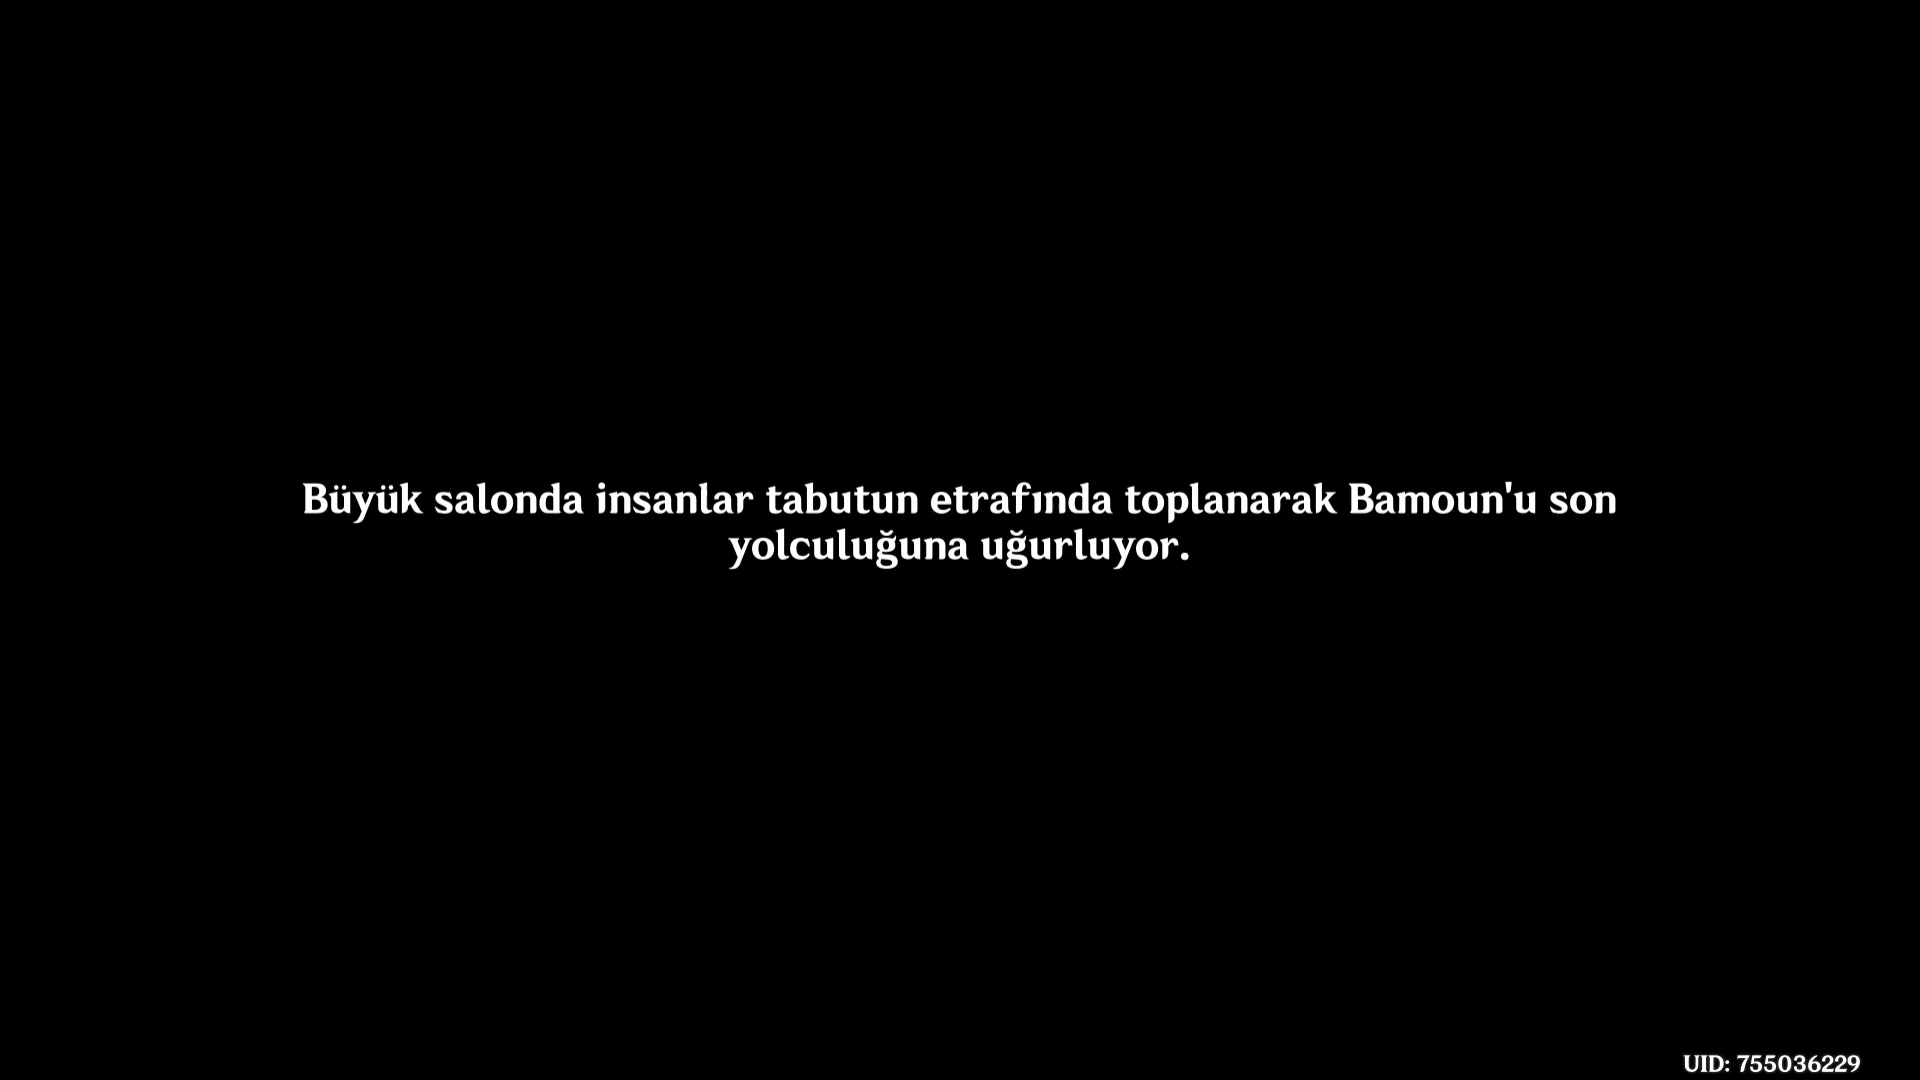 Büyük salonda insanlar tabutun etrafında toplanarak Bamoun'u son
yolculuğuna uğurluyor.
UID: 755036229